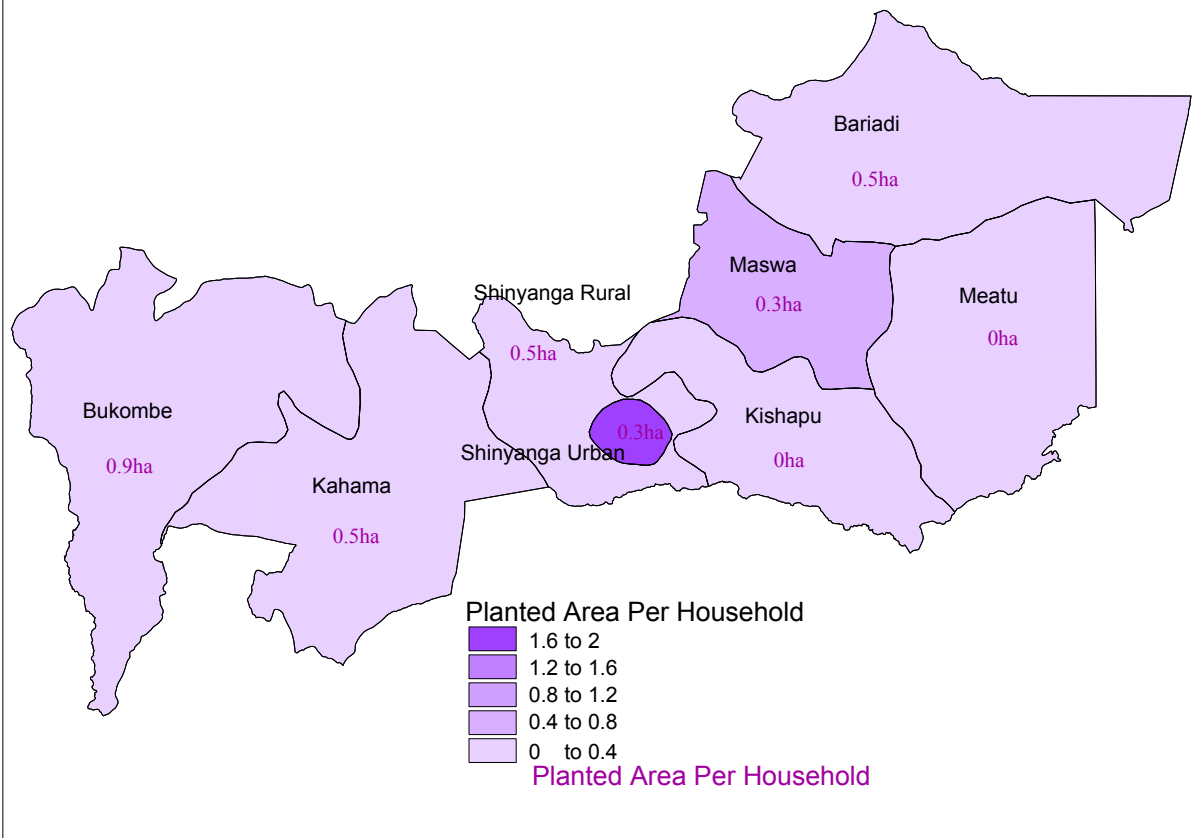 Bariadi
0.5ha
Maswa
0.3ha
Meatu
0ha
Shinyanga Rural
0.5ha
Bukombe
0.9ha
Kishapu
0ha
0.3ha
Shinyanga Urban
Kahama
0.5ha
Planted Area Per Household
1.6 to 2
1.2 to 1.6
0.8 to 1.2
0.4 to 0.8
0 to 0.4
Planted Area Per Household